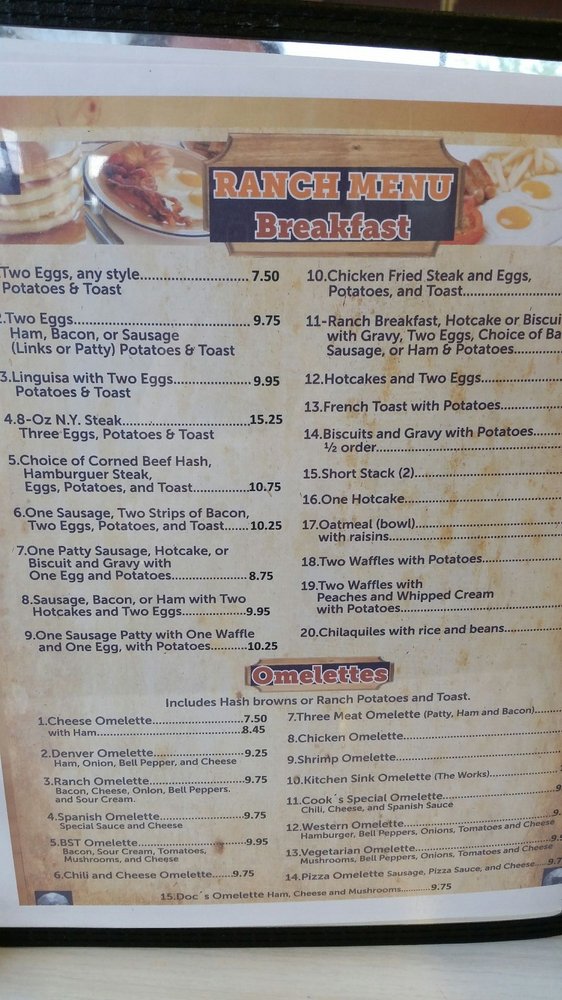 RANCH MENU
Breakfast
Two Eggs, any style.......................... 7.50
Potatoes & Toast
2.Two Eggs........................................... 9.75
Ham, Bacon, or Sausage
(Links or Patty) Potatoes & Toast
3.Linguisa with Two Eggs................... 9.95
Potatoes & Toast
4.8-Oz N.Y. Steak................................15.25
Three Eggs, Potatoes & Toast
5.Choice of Corned Beef Hash,
Hamburguer Steak,
Eggs, Potatoes, and Toast..............10.75
6.One Sausage, Two Strips of Bacon,
Two Eggs, Potatoes, and Toast.......10.25
7.One Patty Sausage, Hotcake, or
Biscuit and Gravy with
One Egg and Potatoes................... 8.75
8.Sausage, Bacon, or Ham with Two
Hotcakes and Two Eggs................9.95
9.One Sausage Patty with One Waffle
and One Egg, with Potatoes...........10.25
10.Chicken Fried Steak and Eggs,
Potatoes, and Toast.......................
11-Ranch Breakfast, Hotcake or Biscui
with Gravy, Two Eggs, Choice of Ba
Sausage, or Ham & Potatoes............
12.Hotcakes and Two Eggs...................
13.French Toast with Potatoes..............
14.Biscuits and Gravy with Potatoes.......
½ order.............................................
15.Short Stack (2)....................................
16.One Hotcake......................................
17.Oatmeal (bowl)..................................
with raisins.......................................
18.Two Waffles with Potatoes...............
19.Two Waffles with
Peaches and Whipped Cream
with Potatoes...................................
20.Chilaquiles with rice and beans............
Omelettes
Includes Hash browns or Ranch Potatoes and Toast.
1.Cheese Omelette.......................7.50
with Ham...........................................8.45
2.Denver Omelette.......................9.25
Ham, Onion, Bell Pepper, and Cheese
3.Ranch Omelette.........................9.75
Bacon, Cheese, Onion, Bell Peppers.
and Sour Cream.
4.Spanish Omelette......................9.75
Special Sauce and Cheese
5.BST Omelette...........................9.95
Bacon, Sour Cream, Tomatoes,
Mushrooms, and Cheese
6.Chili and Cheese Omelette.......9.75
7.Three Meat Omelette (Patty, Ham and Bacon)........
8.Chicken Omelette.........................................
9.Shrimp Omelette..........................................
10.Kitchen Sink Omelette (The Works)..................
11.Cook´s Special Omelette..............................
Chili, Cheese, and Spanish Sauce
12.Western Omelette.......................................
Hamburger, Bell Peppers, Onions, Tomatoes and Cheese
13.Vegetarian Omelette...................................
Mushrooms, Bell Peppers, Onions, Tomatoes and Cheese
14.Pizza Omelette Sausage, Pizza Sauce, and Cheese.....
15.Doc´s Omelette Ham, Cheese and Mushrooms...........9.75